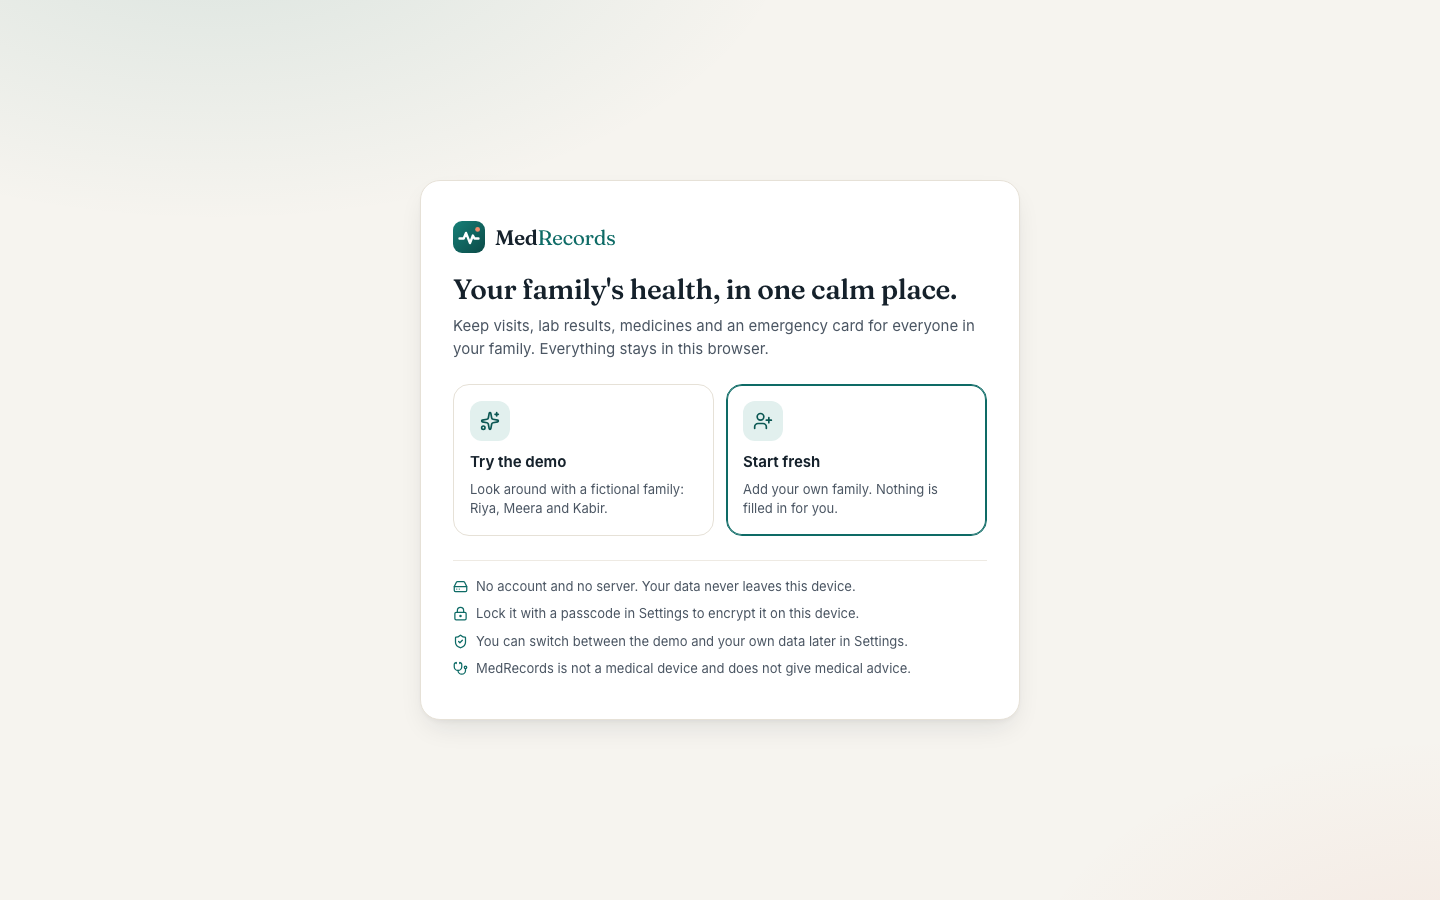 MedRecords
Your family's health, in one calm place.
Keep visits, lab results, medicines and an emergency card for everyone in
your family. Everything stays in this browser.
Try the demo
Look around with a fictional family:
Riya, Meera and Kabir.
Start fresh
Add your own family. Nothing is
filled in for you.
No account and no server. Your data never leaves this device.
Lock it with a passcode in Settings to encrypt it on this device.
You can switch between the demo and your own data later in Settings.
MedRecords is not a medical device and does not give medical advice.